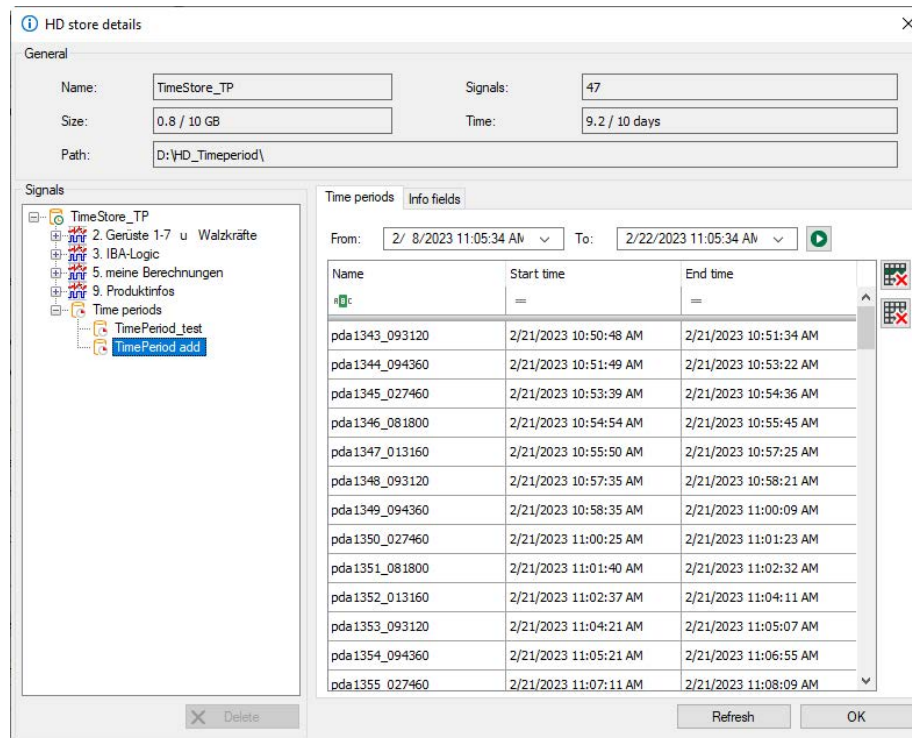 HD store details
General
Name: TimeStore_TP Signals: 47
Size: 0.8 / 10 GB Time: 9.2 / 10 days
Path: D:\HD_Timeperiod\
Signals
TimeStore_TP
2. Gerüste 1-7 u Walzkräfte
3. IBA-Logic
5. meine Berechnungen
9. Produktinfos
Time periods
TimePeriod_test
TimePeriod add
Delete
Time periods Info fields
From: 2/ 8/2023 11:05:34 AM To: 2/22/2023 11:05:34 AM
Name Start time End time
= =
pda1343_093120 2/21/2023 10:50:48 AM 2/21/2023 10:51:34 AM
pda1344_094360 2/21/2023 10:51:49 AM 2/21/2023 10:53:22 AM
pda1345_027460 2/21/2023 10:53:39 AM 2/21/2023 10:54:36 AM
pda1346_081800 2/21/2023 10:54:54 AM 2/21/2023 10:55:45 AM
pda1347_013160 2/21/2023 10:55:50 AM 2/21/2023 10:57:25 AM
pda1348_093120 2/21/2023 10:57:35 AM 2/21/2023 10:58:21 AM
pda1349_094360 2/21/2023 10:58:35 AM 2/21/2023 11:00:09 AM
pda1350_027460 2/21/2023 11:00:25 AM 2/21/2023 11:01:23 AM
pda1351_081800 2/21/2023 11:01:40 AM 2/21/2023 11:02:32 AM
pda1352_013160 2/21/2023 11:02:37 AM 2/21/2023 11:04:11 AM
pda1353_093120 2/21/2023 11:04:21 AM 2/21/2023 11:05:07 AM
pda1354_094360 2/21/2023 11:05:21 AM 2/21/2023 11:06:55 AM
pda1355_027460 2/21/2023 11:07:11 AM 2/21/2023 11:08:09 AM
Refresh OK